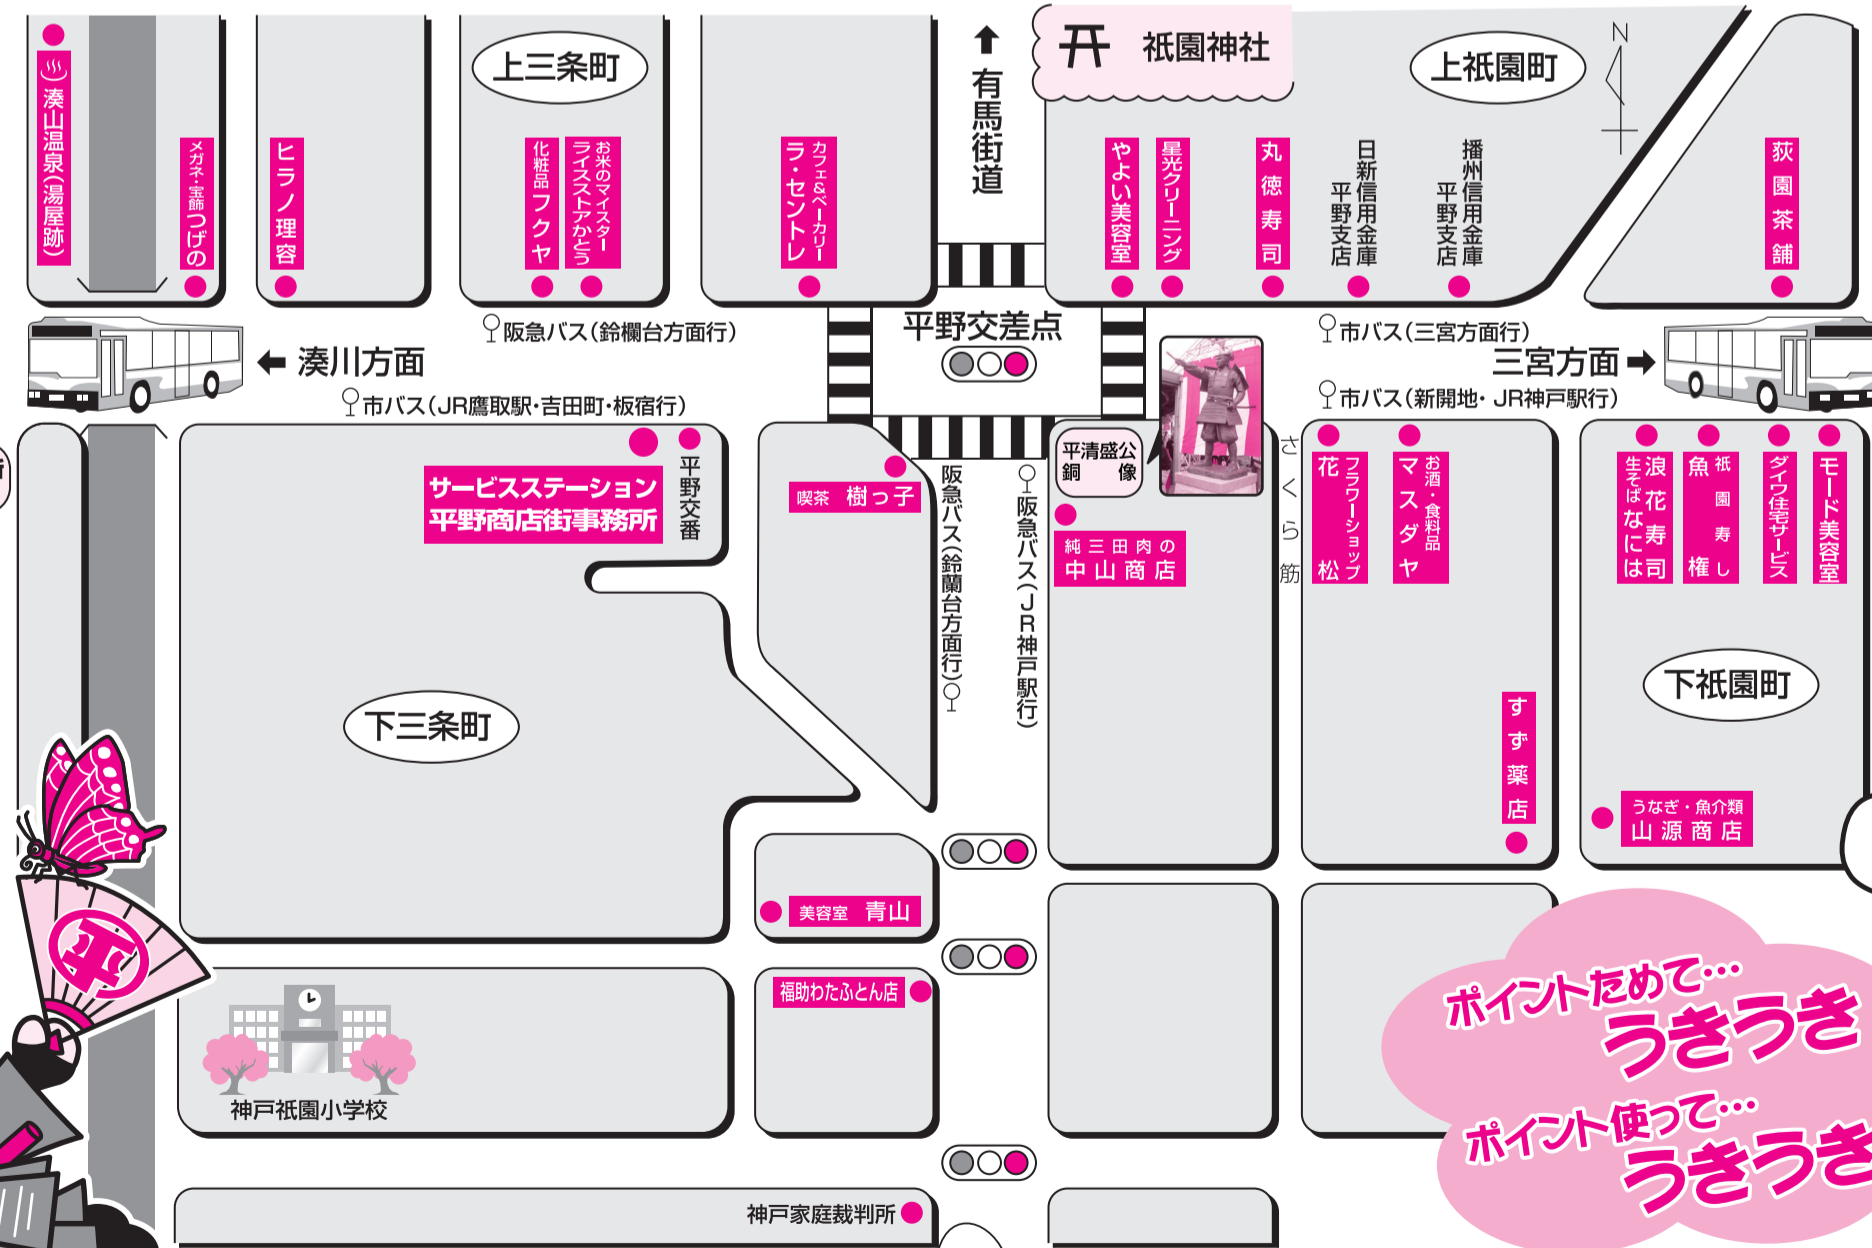 湊山温泉(湯屋跡)
メガネ・宝飾つげの
ヒラノ理容
上三条町
化粧品フクヤ
お米のマイスター
ライスストアかとう
カフェ&ベーカリー
ラ・セントレ
有馬街道
祇園神社
上祇園町
N
やよい美容室
星光クリーニング
丸徳寿司
日新信用金庫
平野支店
播州信用金庫
平野支店
荻園茶舗
阪急バス(鈴欄台方面行)
平野交差点
市バス(三宮方面行)
← 湊川方面
三宮方面 →
市バス(JR鷹取駅・吉田町・板宿行)
市バス(新開地・JR神戸駅行)
サービスステーション
平野商店街事務所
平野交番
喫茶 樹っ子
阪急バス(鈴蘭台方面行)
阪急バス(JR神戸駅行)
平清盛公
銅像
純三田肉の
中山商店
さくら筋
フラワーショップ
花松
お酒・食料品
マスダヤ
浪花寿司
生そばなには
祇園寿し
魚権
ダイワ住宅サービス
モード美容室
下三条町
下祇園町
すず薬店
うなぎ・魚介類
山源商店
美容室 青山
福助わたふとん店
平
神戸祇園小学校
神戸家庭裁判所
ポイントためて…
うきうき
ポイント使って…
うきうき